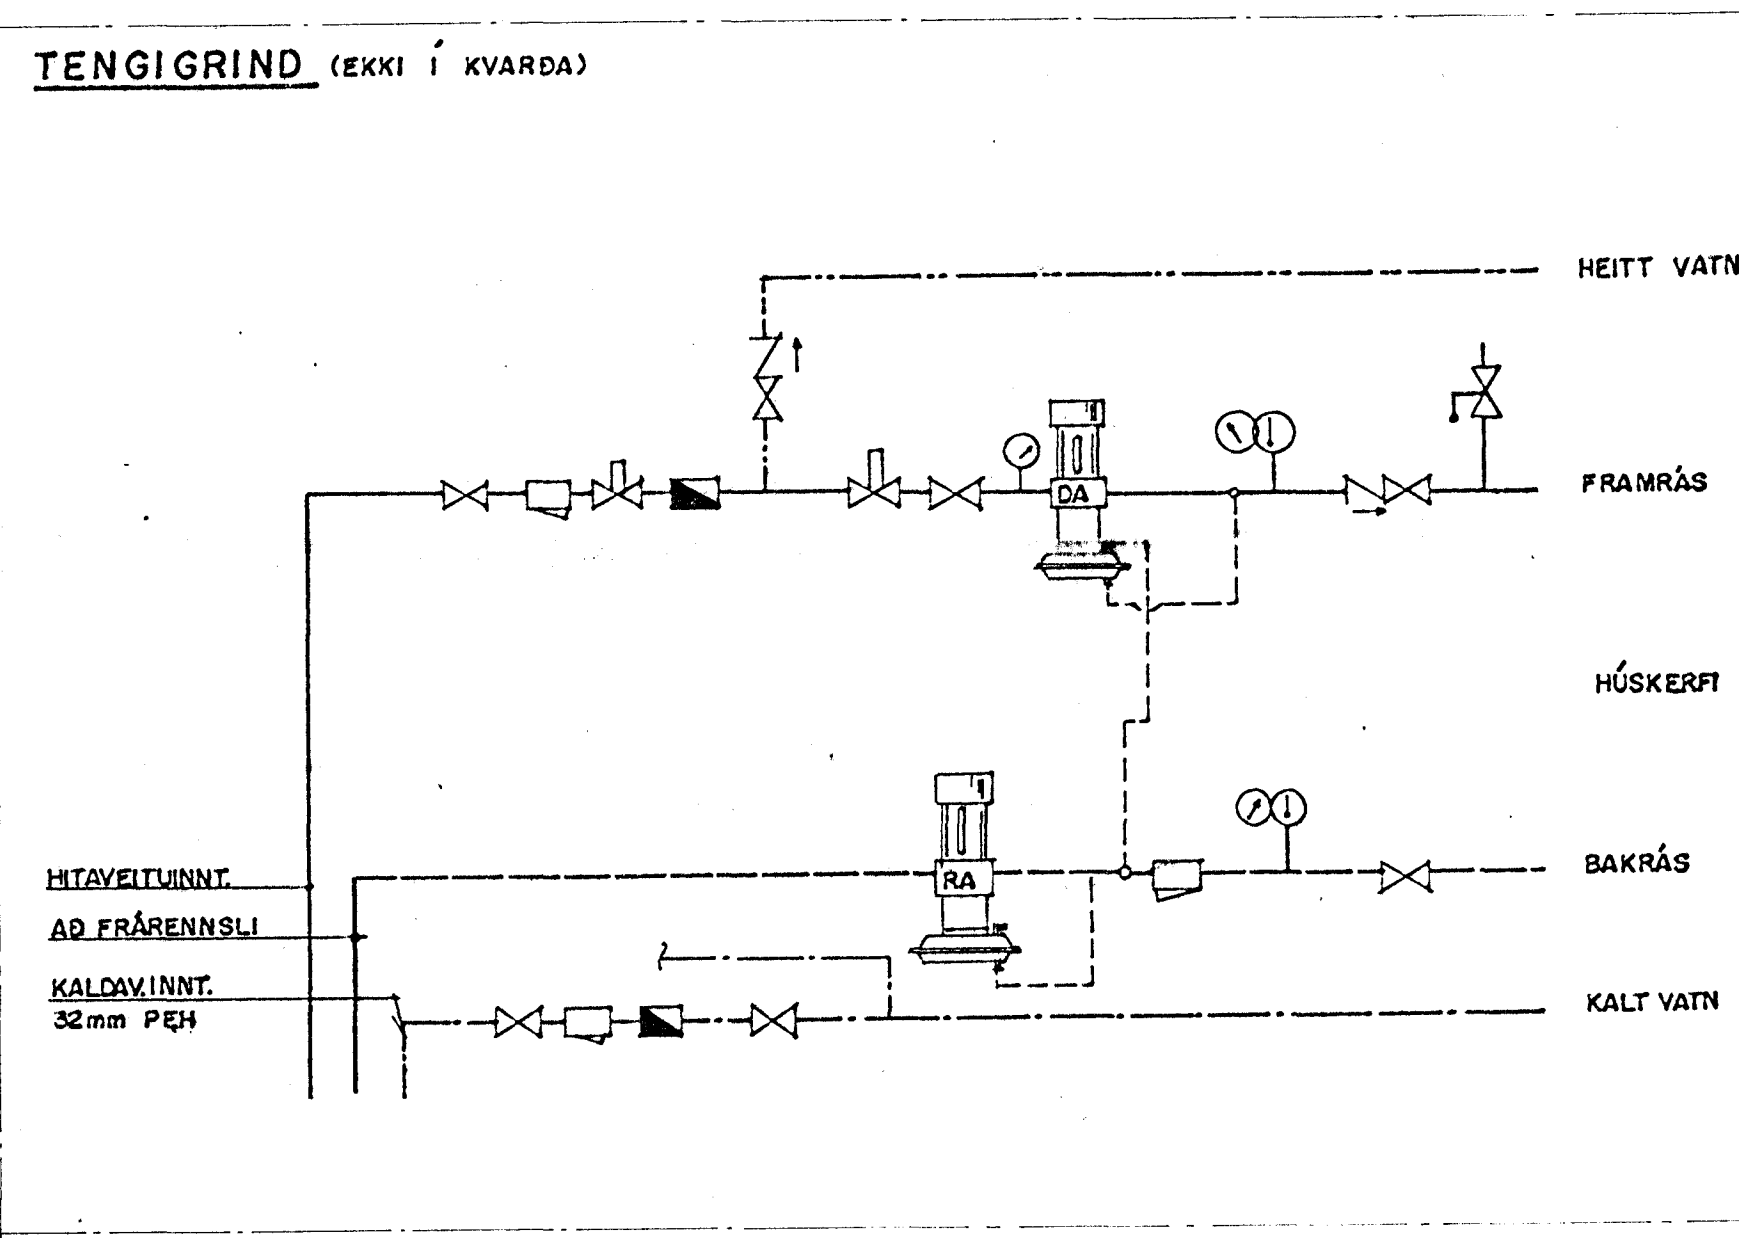 TENGIGRIND (EKKI Í KVARÐA)
HEITT VATN
FRAMRÁS
DA
HÚSKERFI
BAKRÁS
RA
HITAVEITUINNT.
AÐ FRÁRENNSLI
KALDAV.INNT.
32mm PEH
KALT VATN